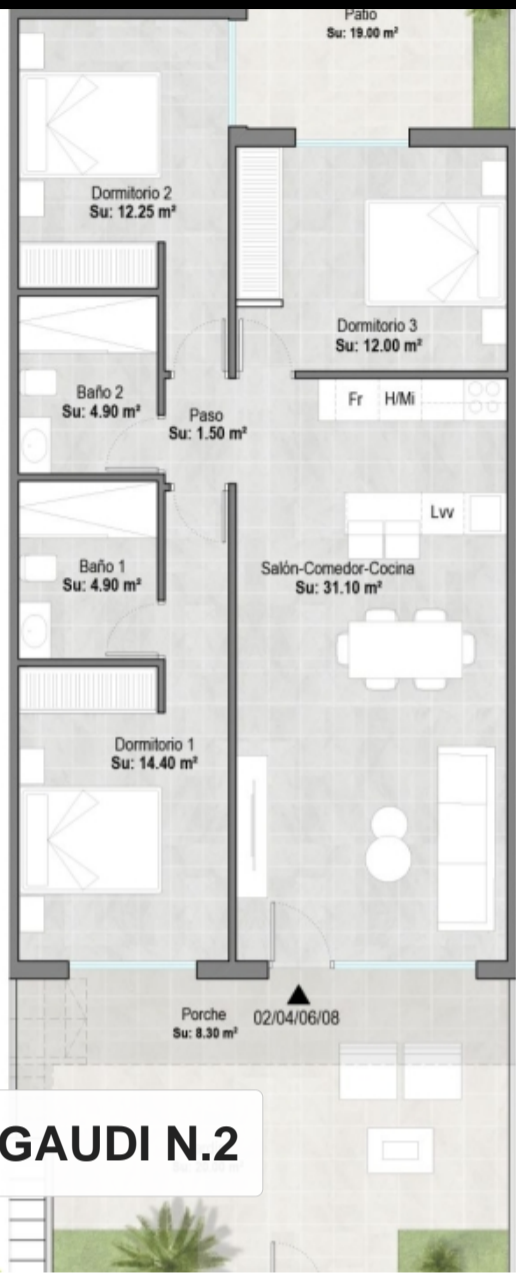 Patio
Su: 19.00 m²
Dormitorio 2
Su: 12.25 m²
Dormitorio 3
Su: 12.00 m²
Baño 2
Su: 4.90 m²
Paso
Su: 1.50 m²
Fr H/Mi
Lvv
Baño 1
Su: 4.90 m²
Salón-Comedor-Cocina
Su: 31.10 m²
Dormitorio 1
Su: 14.40 m²
Porche
Su: 8.30 m²
02/04/06/08
GAUDI N.2